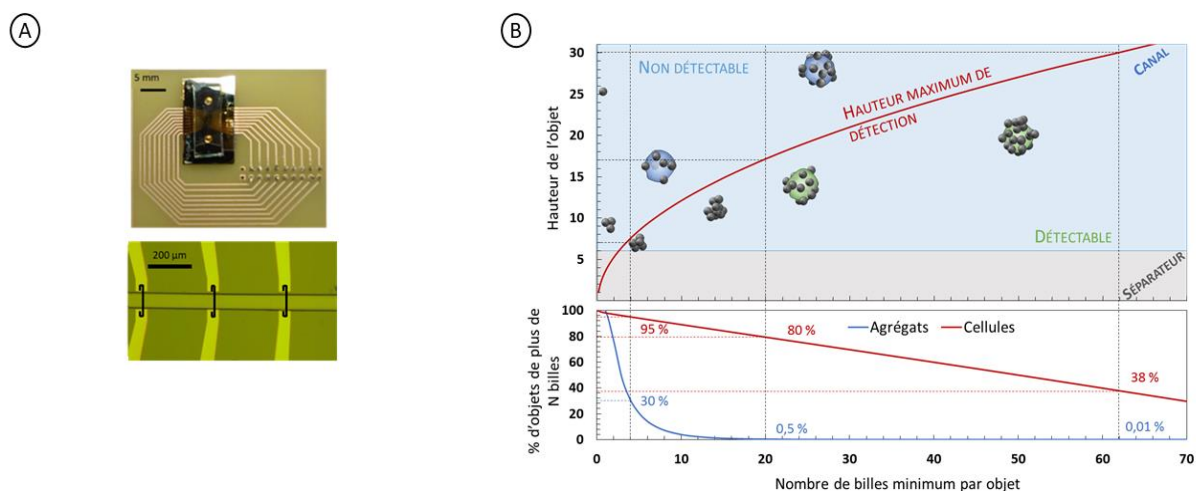 A
5 mm
200 µm
B
Hauteur de l'objet
30
25
20
15
10
5
NON DÉTECTABLE
HAUTEUR MAXIMUM DE
DÉTECTION
CANAL
DÉTECTABLE
SÉPARATEUR
% d'objets de plus de
N billes
100
80
60
40
20
0
95 %
80 %
Agrégats
Cellules
38 %
30 %
0,5 %
0,01 %
0
10
20
30
40
50
60
70
Nombre de billes minimum par objet